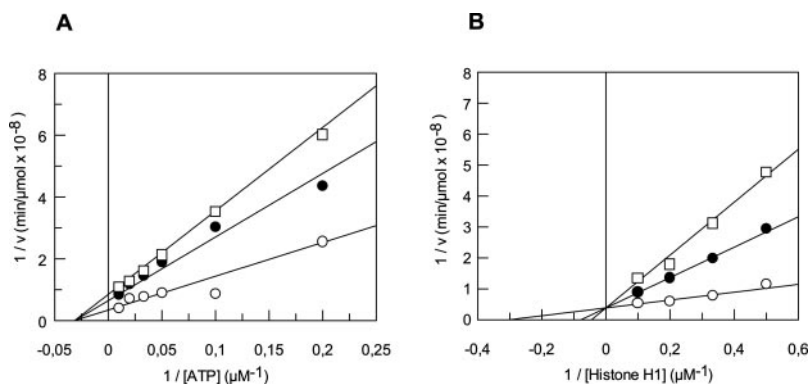 A
B
8
6
4
2
1
0
1 / v (min/µmol x 10⁻⁸)
-0,05 0 0,05 0,1 0,15 0,2 0,25
1 / [ATP] (µM⁻¹)
8
7
6
5
4
3
2
1
0
1 / v (min/µmol x 10⁻⁸)
-0,4 -0,2 0 0,2 0,4 0,6
1 / [Histone H1] (µM⁻¹)